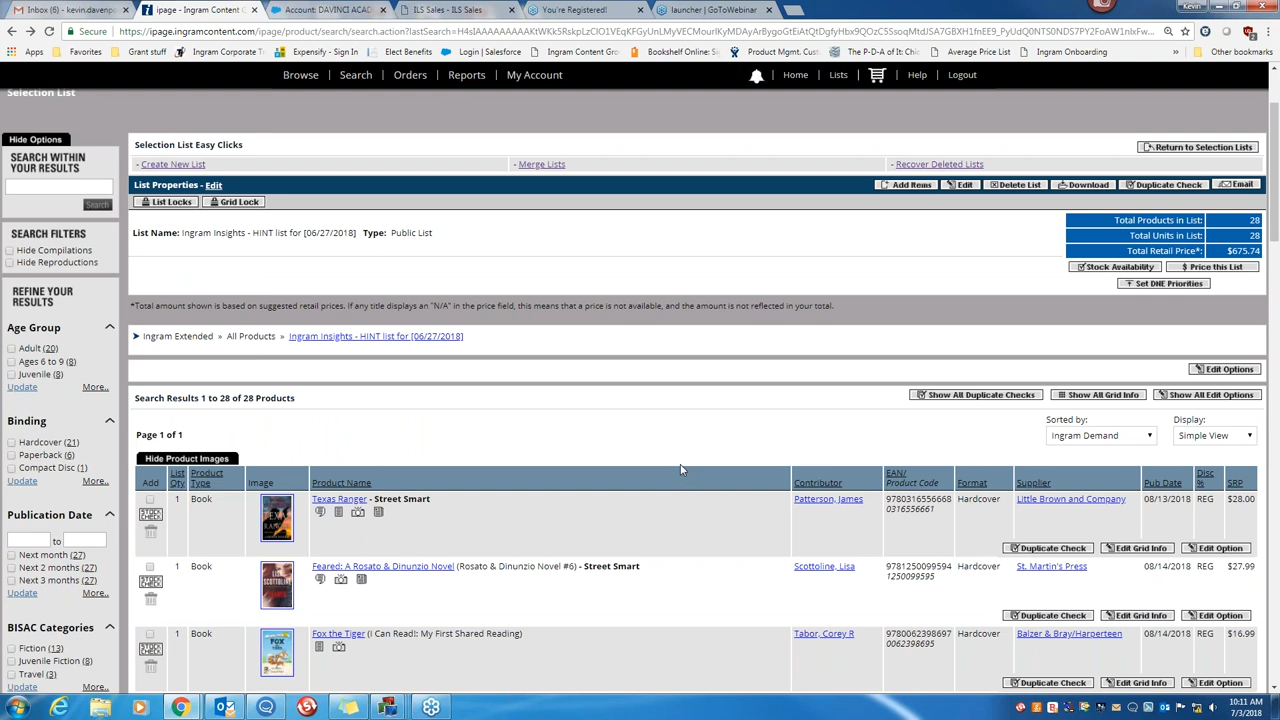 Inbox (6) - kevin.davenp
ipage - Ingram Content C
Account: DAVINCI ACAD
ILS Sales - ILS Sales
You're Registered!
launcher | GoToWebinar
Kevin
Secure
https://ipage.ingramcontent.com/ipage/product/search/search.action?lastSearch=
Apps Favorites Grant stuff Ingram Corporate Tr Expensify - Sign In Elect Benefits Login | Salesforce Ingram Content Gro Bookshelf Online-S Product Mgmt. Cu The P-D-A of It: Chic Average Price List Ingram Onboarding Other bookmarks
Browse Search Orders Reports My Account Home Lists Help Logout
Selection List
Hide Options
SEARCH WITHIN
YOUR RESULTS
Search
SEARCH FILTERS
Hide Compilations
Hide Reproductions
REFINE YOUR
RESULTS
Age Group
Adult (20)
Ages 6 to 9 (8)
Juvenile (8)
Update More..
Binding
Hardcover (21)
Paperback (6)
Compact Disc (1)
Update More..
Publication Date
to
Next month (27)
Next 2 months (27)
Next 3 months (27)
Update More..
BISAC Categories
Fiction (13)
Juvenile Fiction (8)
Travel (3)
Update More..
Selection List Easy Clicks
Return to Selection Lists
- Create New List - Merge Lists - Recover Deleted Lists
List Properties - Edit
Add Items Edit Delete List Download Duplicate Check Email
List Locks Grid Lock
List Name: Ingram Insights - HINT list for [06/27/2018] Type: Public List
Total Products in List: 28
Total Units in List: 28
Total Retail Price*: $675.74
Stock Availability $ Price this List
Set DNE Priorities
*Total amount shown is based on suggested retail prices. If any title displays an "N/A" in the price field, this means that a price is not available, and the amount is not reflected in your total.
Ingram Extended » All Products » Ingram Insights - HINT list for [06/27/2018]
Edit Options
Search Results 1 to 28 of 28 Products
Show All Duplicate Checks Show All Grid Info Show All Edit Options
Page 1 of 1
Sorted by: Display:
Ingram Demand Simple View
Hide Product Images
Add List Qty Product Type Image Product Name Contributor EAN/ Product Code Format Supplier Pub Date Disc % SRP
1 Book Texas Ranger - Street Smart Patterson, James 9780316556668 Hardcover Little Brown and Company 08/13/2018 REG $28.00
0316556661
STOCK CHECK
Duplicate Check Edit Grid Info Edit Option
1 Book Feared: A Rosato & Dinunzio Novel (Rosato & Dinunzio Novel #6) - Street Smart Scottoline, Lisa 9781250099594 Hardcover St. Martin's Press 08/14/2018 REG $27.99
1250099595
STOCK CHECK
Duplicate Check Edit Grid Info Edit Option
1 Book Fox the Tiger (I Can Read!: My First Shared Reading) Tabor, Corey R 9780062398697 Hardcover Balzer & Bray/Harperteen 08/14/2018 REG $16.99
0062398695
STOCK CHECK
Duplicate Check Edit Grid Info Edit Option
10:11 AM
7/3/2018